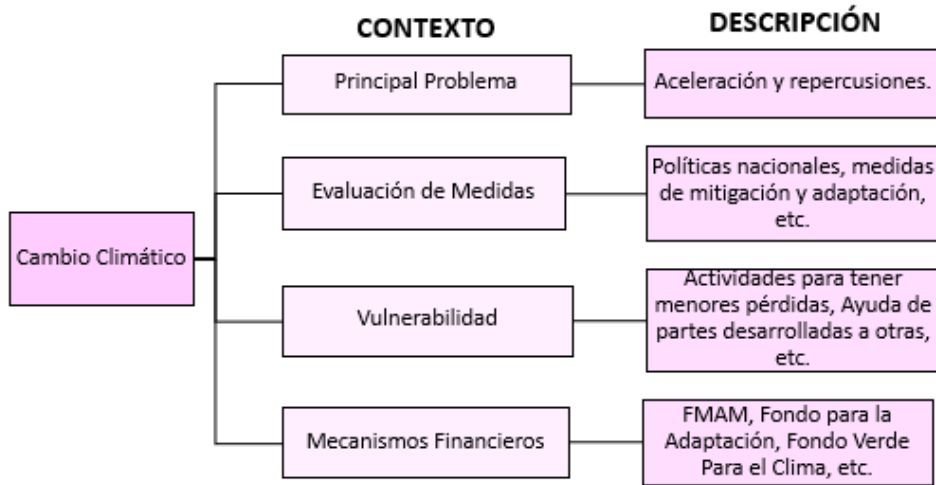 CONTEXTO
DESCRIPCIÓN
Cambio Climático
Principal Problema
Aceleración y repercusiones.
Evaluación de Medidas
Políticas nacionales, medidas
de mitigación y adaptación,
etc.
Vulnerabilidad
Actividades para tener
menores pérdidas, Ayuda de
partes desarrolladas a otras,
etc.
Mecanismos Financieros
FMAM, Fondo para la
Adaptación, Fondo Verde
Para el Clima, etc.